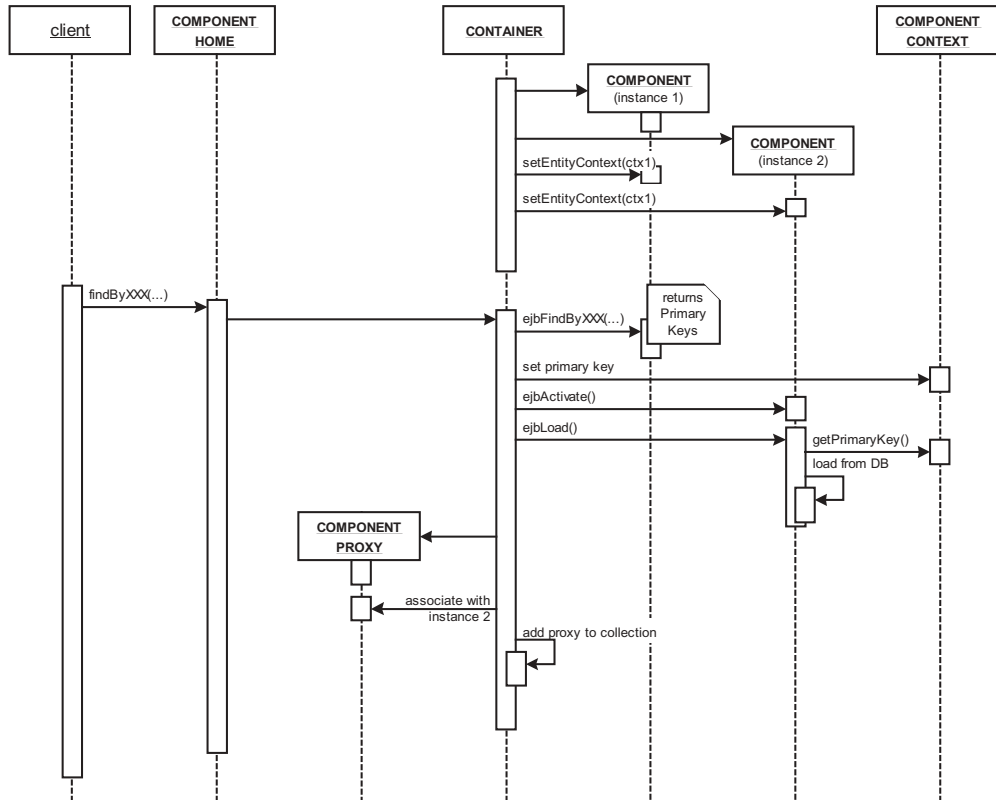 client
COMPONENT
HOME
CONTAINER
COMPONENT
CONTEXT
COMPONENT
(instance 1)
COMPONENT
(instance 2)
setEntityContext(ctx1)
setEntityContext(ctx1)
findByXXX(...)
returns
Primary
Keys
ejbFindByXXX(...)
set primary key
ejbActivate()
ejbLoad()
getPrimaryKey()
load from DB
COMPONENT
PROXY
associate with
instance 2
add proxy to collection